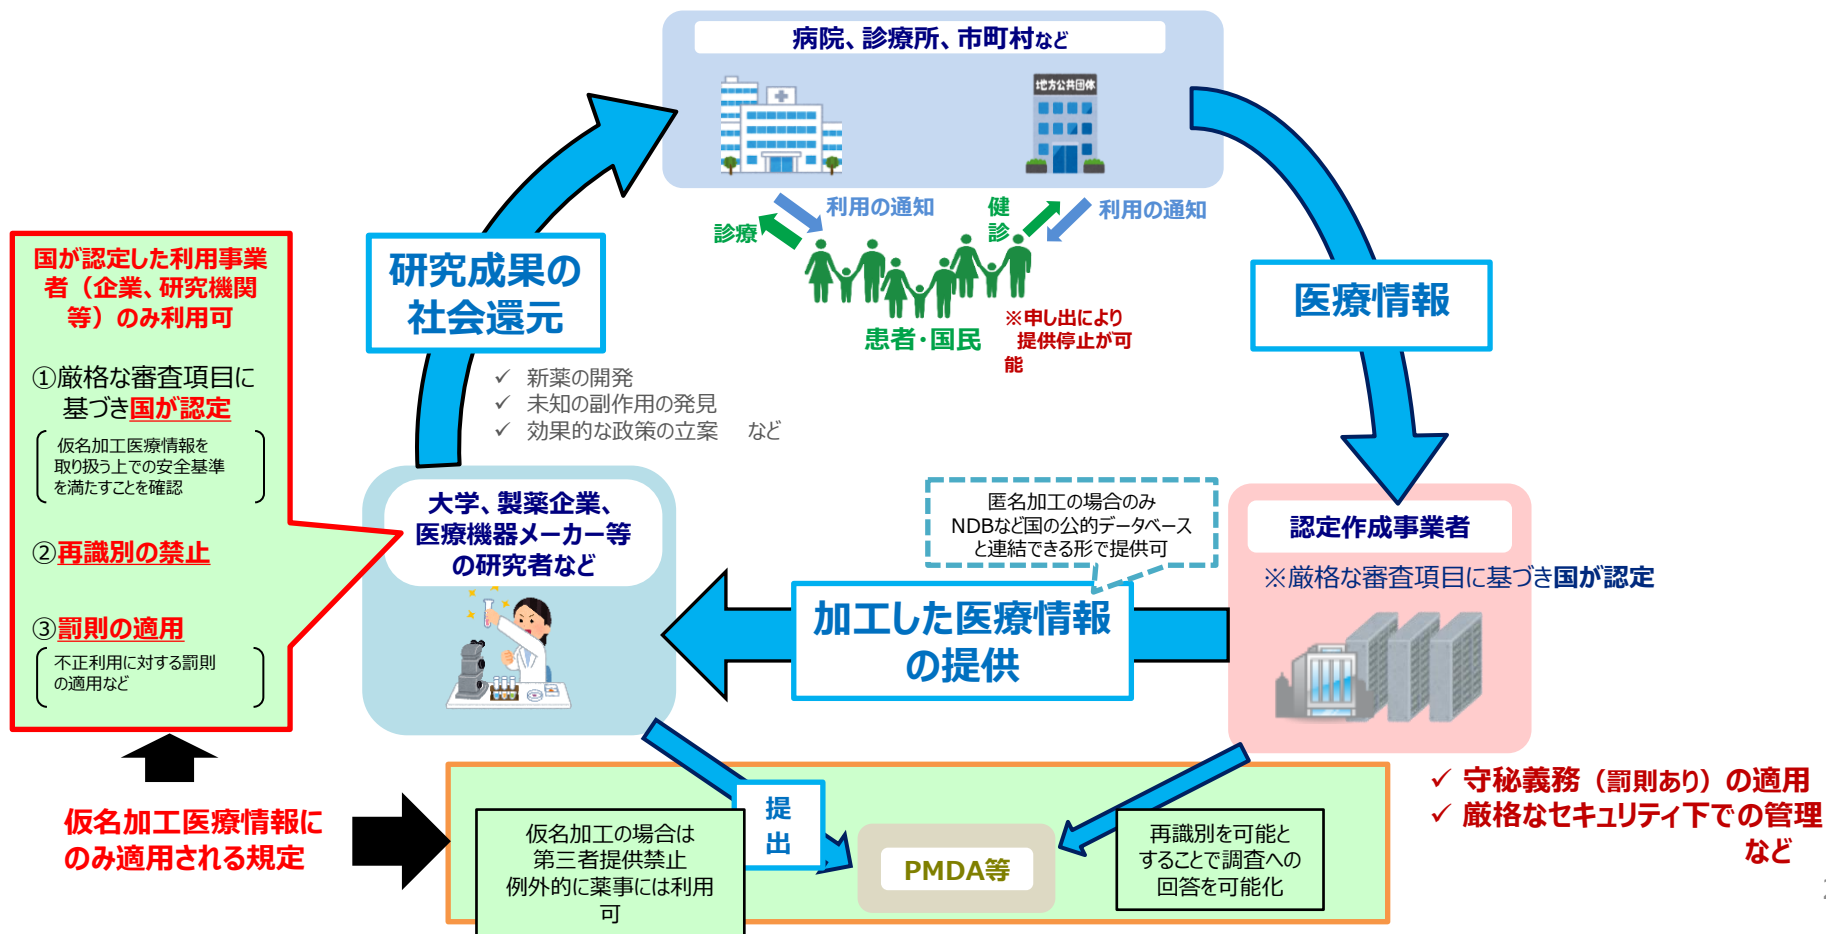 病院、診療所、市町村など
地方公共団体
利用の通知
診療
健
診
利用の通知
患者・国民
※申し出により
提供停止が可
能
研究成果の
社会還元
医療情報
✓ 新薬の開発
✓ 未知の副作用の発見
✓ 効果的な政策の立案 など
国が認定した利用事業
者（企業、研究機関
等）のみ利用可
①厳格な審査項目に
基づき国が認定
仮名加工医療情報を
取り扱う上での安全基準
を満たすことを確認
②再識別の禁止
③罰則の適用
不正利用に対する罰則
の適用など
大学、製薬企業、
医療機器メーカー等
の研究者など
匿名加工の場合のみ
NDBなど国の公的データベース
と連結できる形で提供可
加工した医療情報
の提供
認定作成事業者
※厳格な審査項目に基づき国が認定
✓ 守秘義務（罰則あり）の適用
✓ 厳格なセキュリティ下での管理
など
仮名加工医療情報に
のみ適用される規定
提
出
仮名加工の場合は
第三者提供禁止
例外的に薬事には利用
可
PMDA等
再識別を可能と
することで調査への
回答を可能化